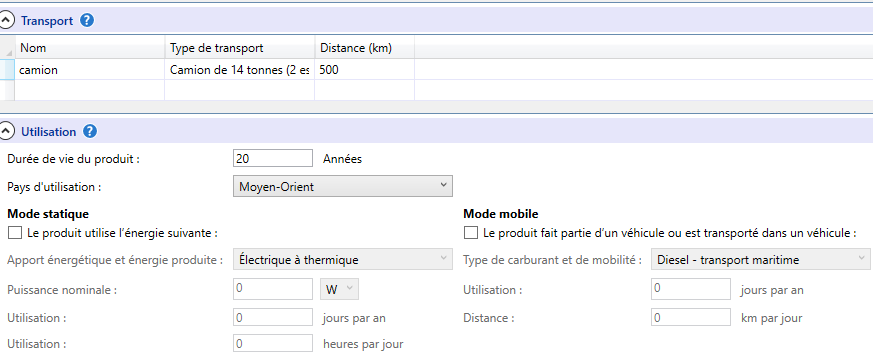 Transport ?
Nom Type de transport Distance (km)
camion Camion de 14 tonnes (2 es 500
Utilisation ?
Durée de vie du produit : 20 Années
Pays d'utilisation : Moyen-Orient
Mode statique Mode mobile
Le produit utilise l'énergie suivante : Le produit fait partie d'un véhicule ou est transporté dans un véhicule :
Apport énergétique et énergie produite : Électrique à thermique Type de carburant et de mobilité : Diesel - transport maritime
Puissance nominale : 0 W Utilisation : 0 jours par an
Utilisation : 0 jours par an Distance : 0 km par jour
Utilisation : 0 heures par jour